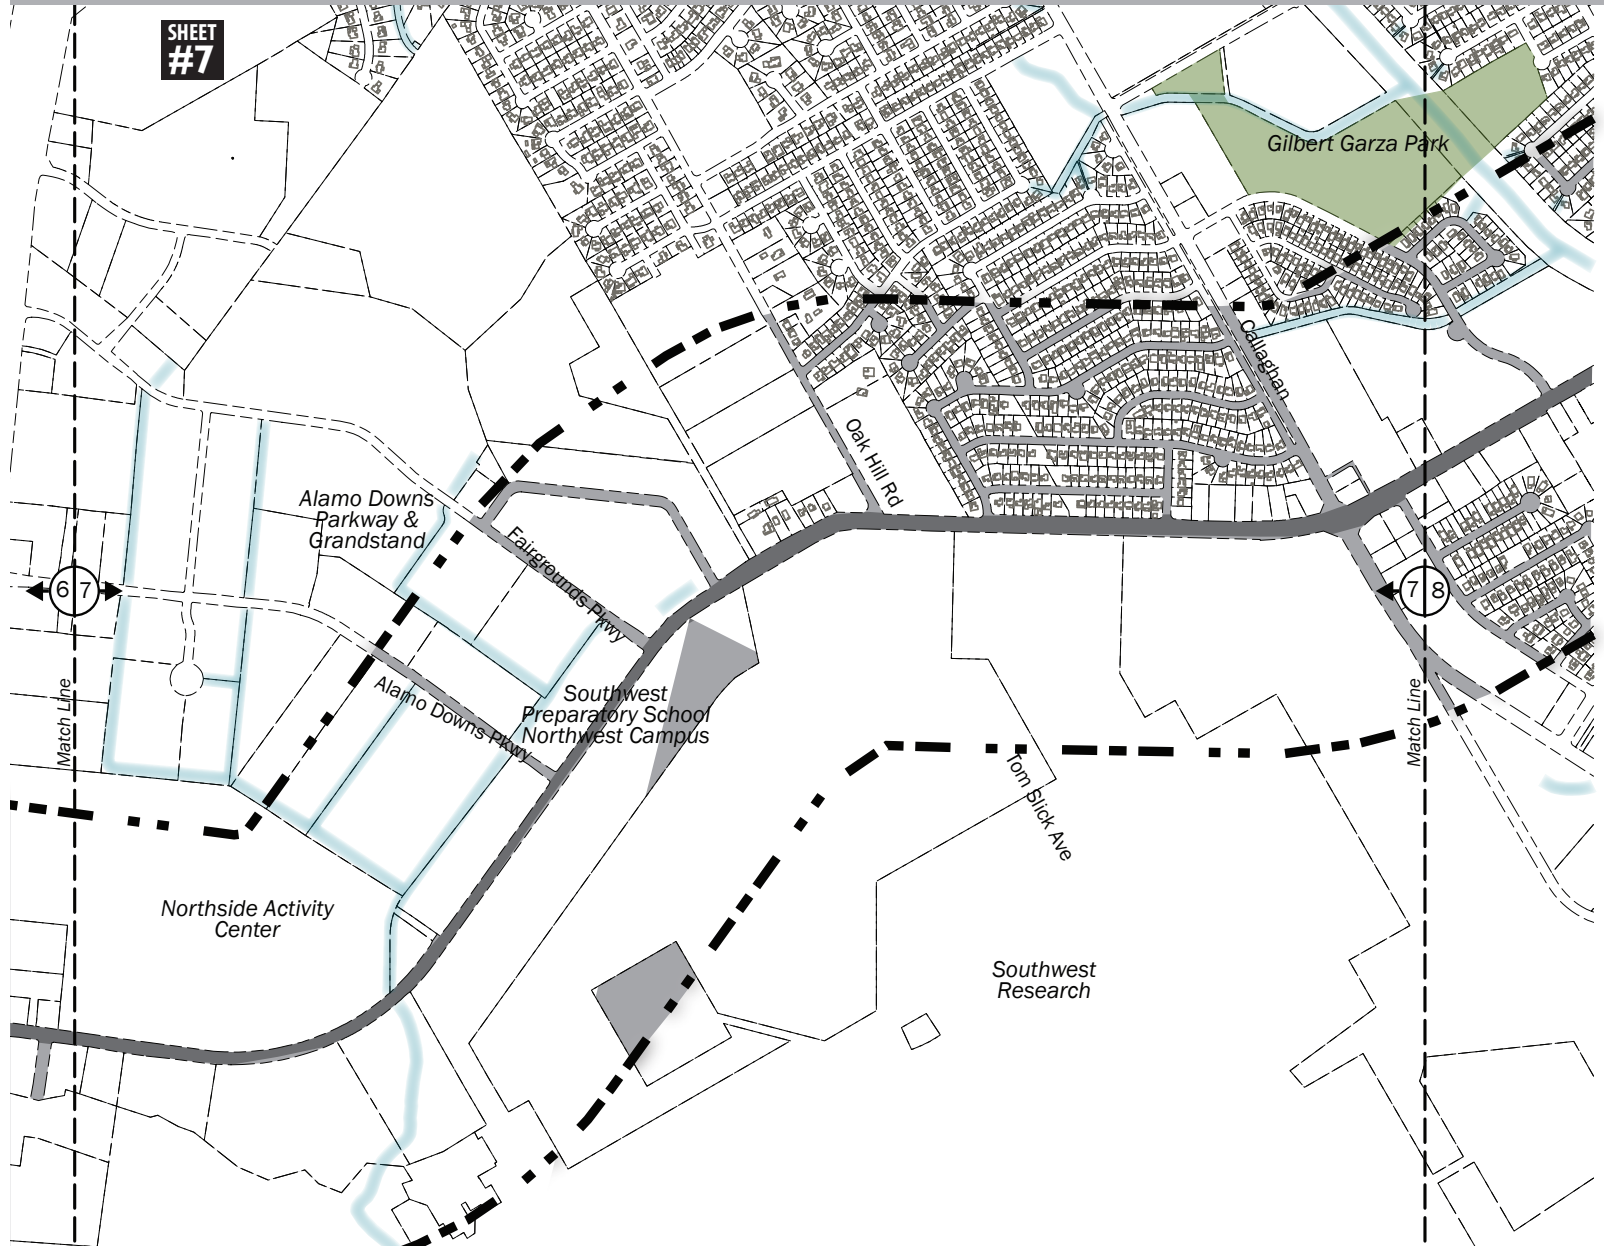 SHEET
#7
Gilbert Garza Park
Callaghan
Oak Hill Rd
Alamo Downs
Parkway &
Grandstand
Fairgrounds Pkwy
6 7
7 8
Match Line
Alamo Downs Pkwy
Southwest
Preparatory School
Northwest Campus
Match Line
Tom Slick Ave
Northside Activity
Center
Southwest
Research